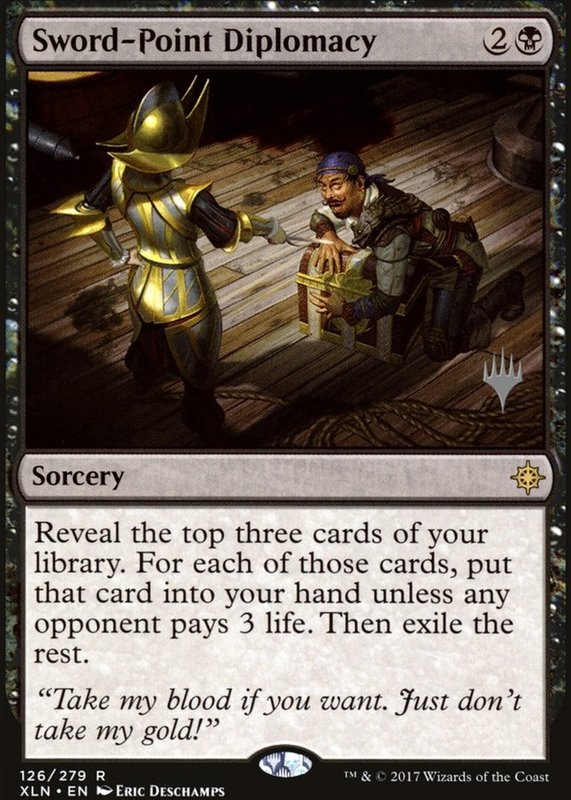 Sword-Point Diplomacy 2
Sorcery
Reveal the top three cards of your
library. For each of those cards, put
that card into your hand unless any
opponent pays 3 life. Then exile the
rest.
“Take my blood if you want. Just don’t
take my gold!”
126/279 R
XLN • EN Eric Deschamps
™ & © 2017 Wizards of the Coast